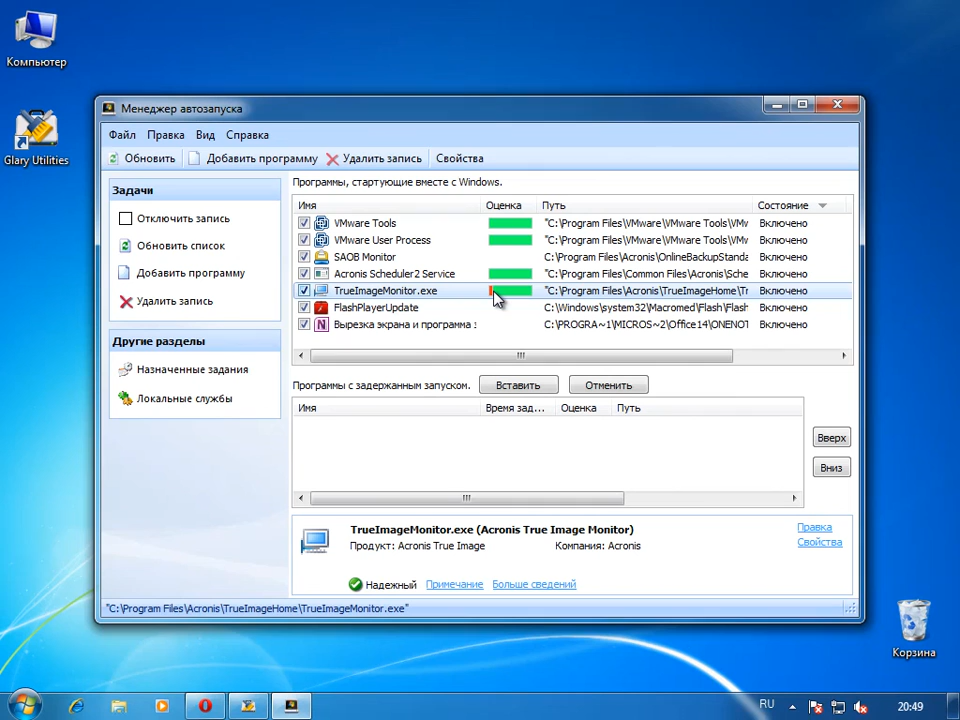 Компьютер
Glary Utilities
Менеджер автозапуска
Файл Правка Вид Справка
Обновить Добавить программу Удалить запись Свойства
Задачи
Отключить запись
Обновить список
Добавить программу
Удалить запись
Другие разделы
Назначенные задания
Локальные службы
Программы, стартующие вместе с Windows.
Имя Оценка Путь Состояние
VMware Tools "C:\Program Files\VMware\VMware Tools\VMw Включено
VMware User Process "C:\Program Files\VMware\VMware Tools\VMw Включено
SAOB Monitor C:\Program Files\Acronis\OnlineBackupStanda Включено
Acronis Scheduler2 Service "C:\Program Files\Common Files\Acronis\Sche Включено
TrueImageMonitor.exe "C:\Program Files\Acronis\TrueImageHome\Tr Включено
FlashPlayerUpdate C:\Windows\system32\Macromed\Flash\Flash Включено
Вырезка экрана и программа з C:\PROGRA~1\MICROS~2\Office14\ONENOT Включено
Программы с задержанным запуском. Вставить Отменить
Имя Время зад... Оценка Путь
Вверх
Вниз
TrueImageMonitor.exe (Acronis True Image Monitor)
Продукт: Acronis True Image Компания: Acronis
Правка
Свойства
Надежный Примечание Больше сведений
"C:\Program Files\Acronis\TrueImageHome\TrueImageMonitor.exe"
Корзина
RU 20:49